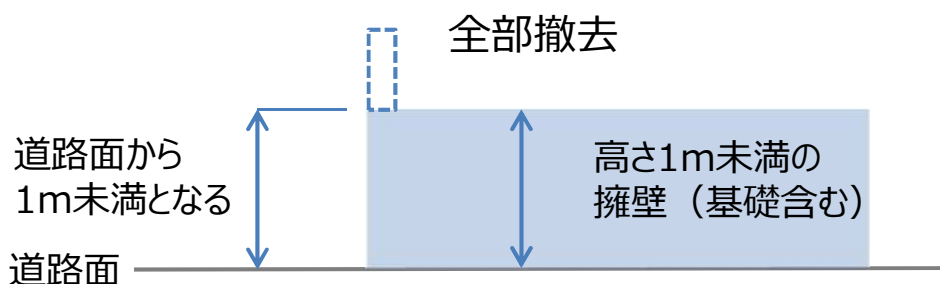 全部撤去
道路面から
1m未満となる
高さ1m未満の
擁壁（基礎含む）
道路面